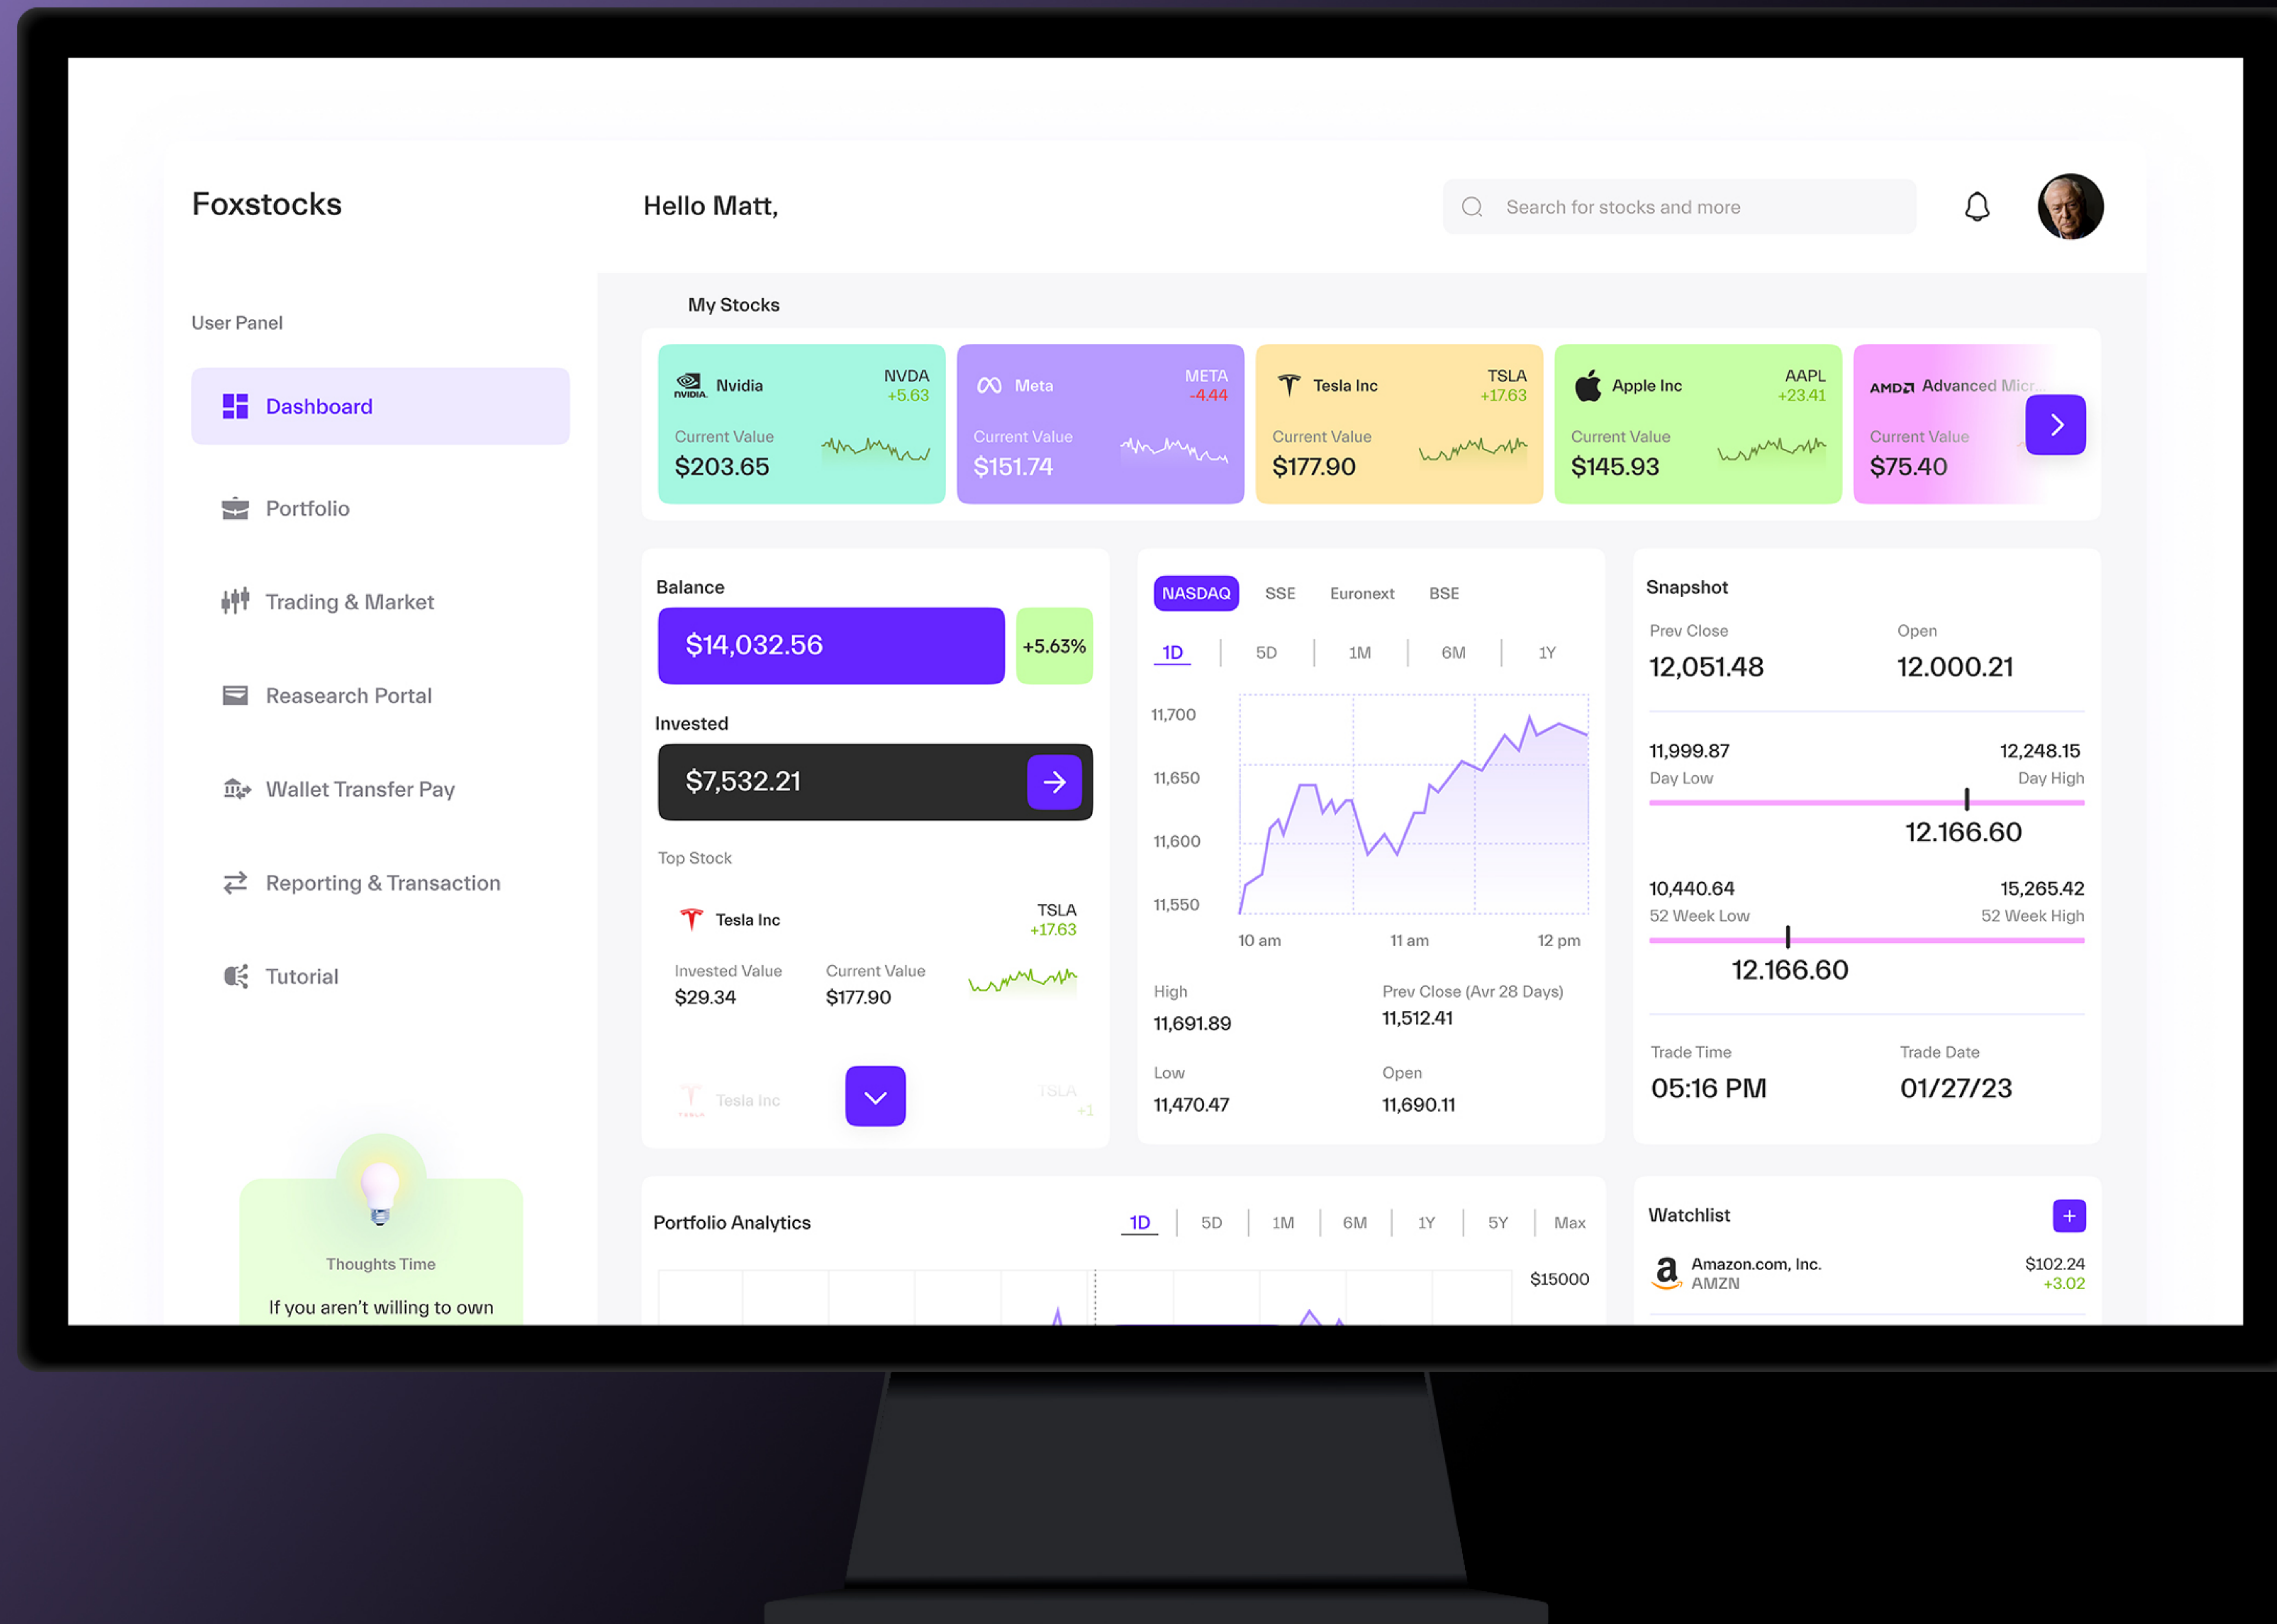 Foxstocks
Hello Matt,
Search for stocks and more
User Panel
Dashboard
Portfolio
Trading & Market
Reasearch Portal
Wallet Transfer Pay
Reporting & Transaction
Tutorial
Thoughts Time
If you aren't willing to own
My Stocks
NVIDIA.
Nvidia
NVDA
+5.63
Current Value
$203.65
Meta
META
-4.44
Current Value
$151.74
Tesla Inc
TSLA
+17.63
Current Value
$177.90
Apple Inc
AAPL
+23.41
Current Value
$145.93
AMD
Advanced Micr...
Current Value
$75.40
Balance
$14,032.56
+5.63%
Invested
$7,532.21
Top Stock
Tesla Inc
TSLA
+17.63
Invested Value
$29.34
Current Value
$177.90
TESLA
Tesla Inc
TSLA
+1
NASDAQ SSE Euronext BSE
1D 5D 1M 6M 1Y
11,700
11,650
11,600
11,550
10 am 11 am 12 pm
High
11,691.89
Prev Close (Avr 28 Days)
11,512.41
Low
11,470.47
Open
11,690.11
Snapshot
Prev Close
12,051.48
Open
12.000.21
11,999.87
Day Low
12,248.15
Day High
12.166.60
10,440.64
52 Week Low
15,265.42
52 Week High
12.166.60
Trade Time
05:16 PM
Trade Date
01/27/23
Portfolio Analytics
1D 5D 1M 6M 1Y 5Y Max
$15000
Watchlist
Amazon.com, Inc.
AMZN
$102.24
+3.02